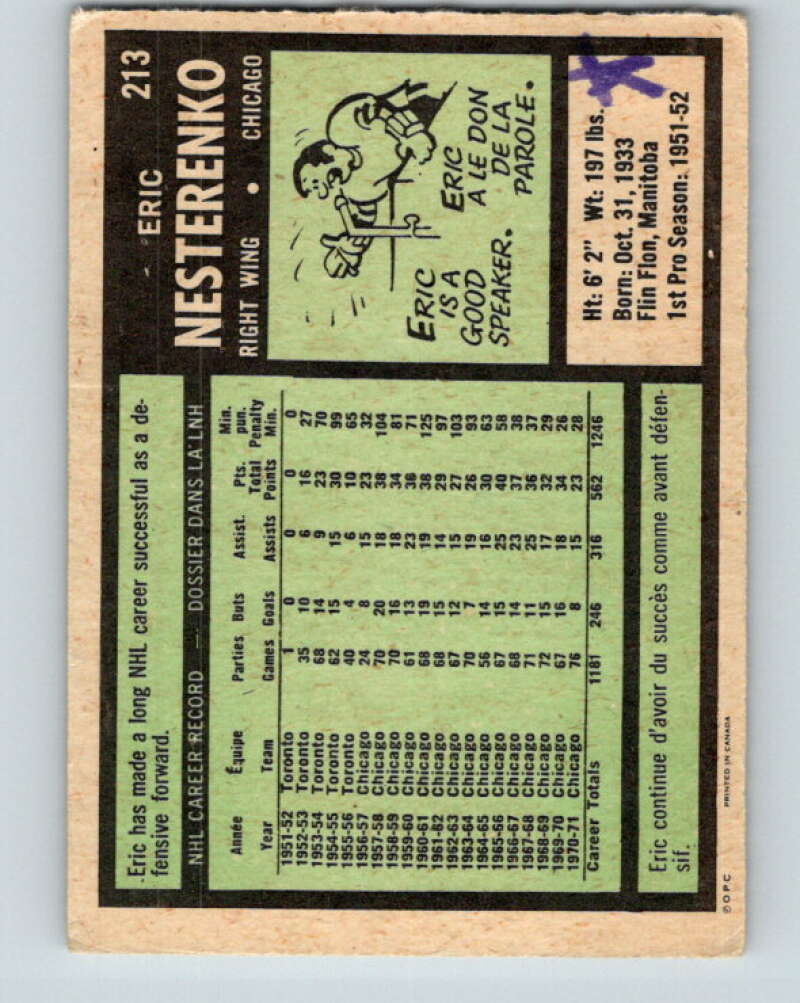 213
ERIC
NESTERENKO
RIGHT WING • CHICAGO
ERIC IS A GOOD SPEAKER.
ERIC A LE DON DE LA PAROLE.
Ht: 6' 2" Wt: 197 lbs.
Born: Oct. 31, 1933
Flin Flon, Manitoba
1st Pro Season: 1951-52
Eric has made a long NHL career successful as a de-
fensive forward.
NHL CAREER RECORD — DOSSIER DANS LA LNH
Année Équipe Parties Buts Assist. Pts. Total Min. pun.
Year Team Games Goals Assists Points Penalty Min.
1951-52 Toronto 1 0 0 0 0
1952-53 Toronto 35 10 6 16 27
1953-54 Toronto 68 14 9 23 70
1954-55 Toronto 62 15 15 30 99
1955-56 Toronto 40 4 6 10 65
1956-57 Chicago 24 8 15 23 32
1957-58 Chicago 70 20 18 38 104
1958-59 Chicago 70 16 18 34 81
1959-60 Chicago 61 13 23 36 71
1960-61 Chicago 68 19 19 38 125
1961-62 Chicago 68 15 14 29 97
1962-63 Chicago 67 12 15 27 103
1963-64 Chicago 70 7 19 26 93
1964-65 Chicago 56 14 16 30 63
1965-66 Chicago 67 15 25 40 58
1966-67 Chicago 68 14 23 37 38
1967-68 Chicago 71 11 25 36 37
1968-69 Chicago 72 15 17 32 29
1969-70 Chicago 67 16 18 34 26
1970-71 Chicago 76 8 15 23 28
Career Totals 1181 246 316 562 1246
Eric continue d'avoir du succès comme avant défen-
sif.
© O P C PRINTED IN CANADA